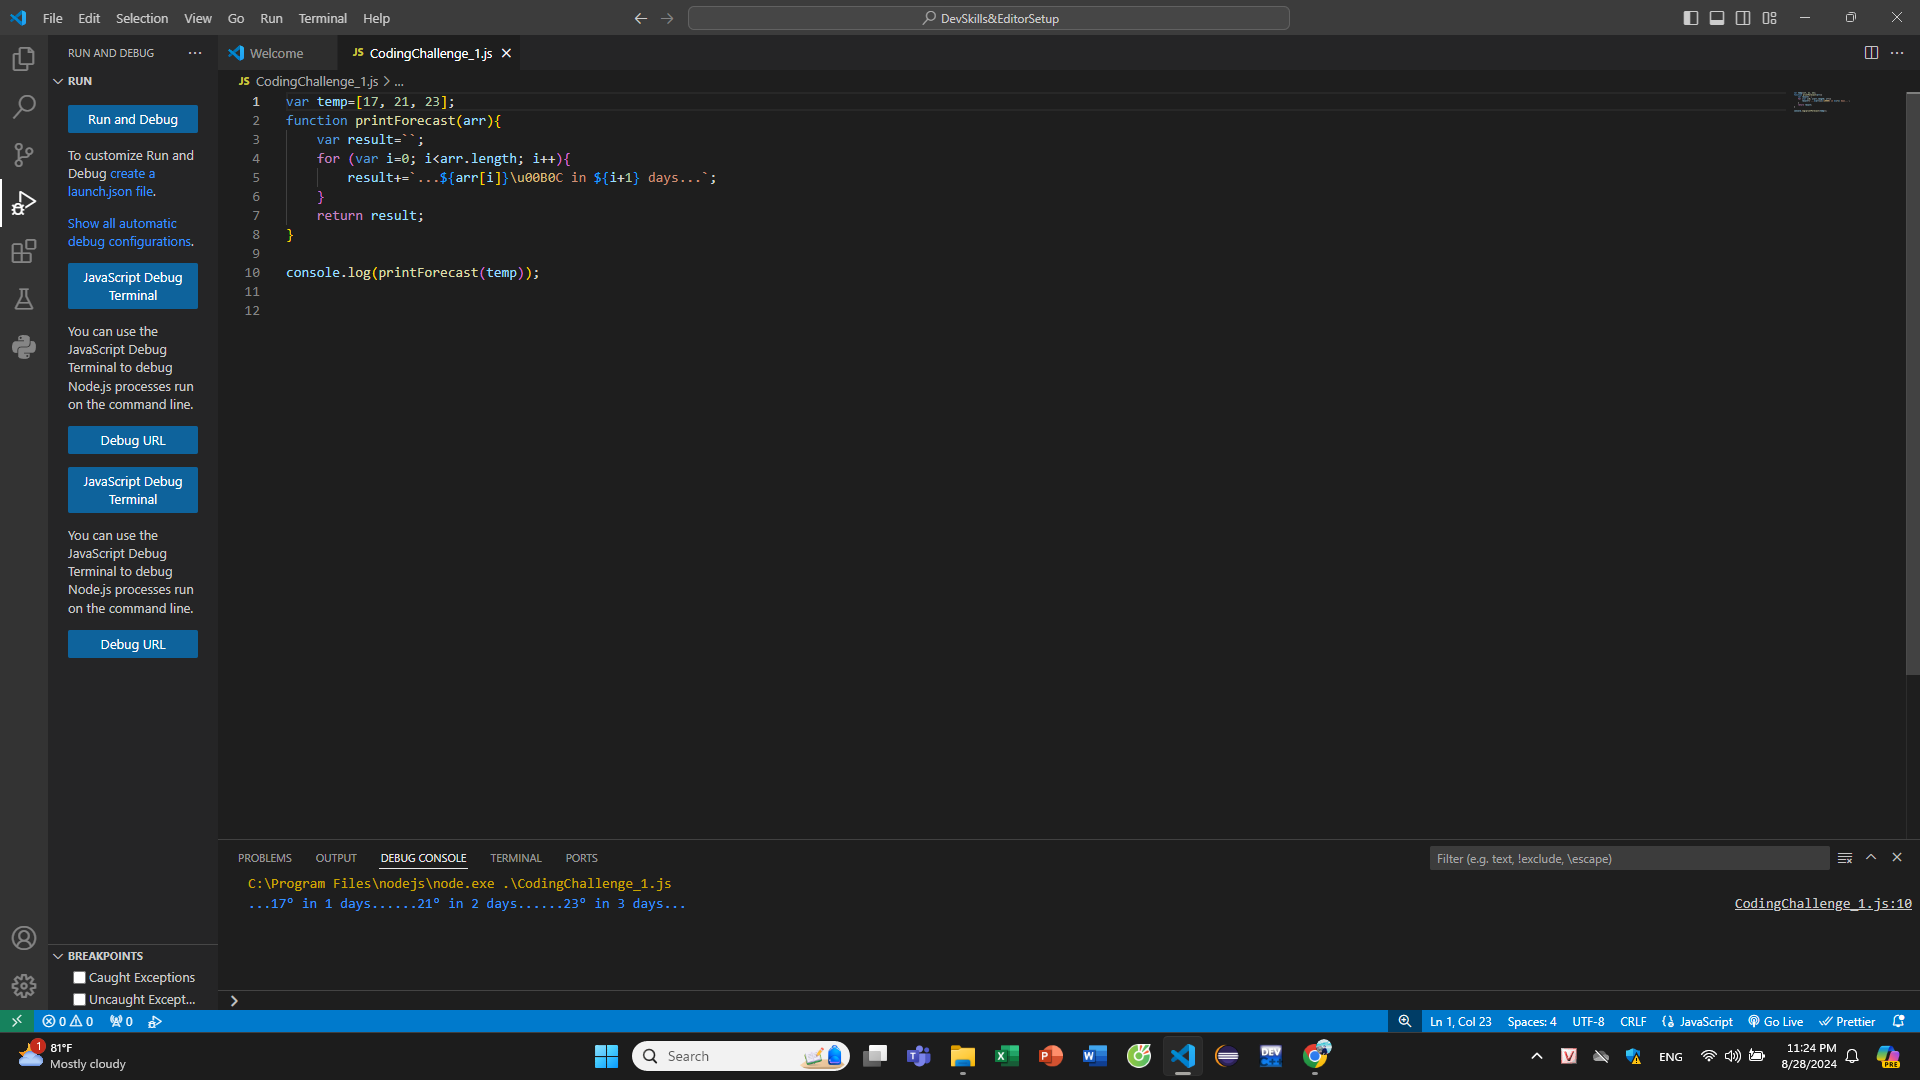 File Edit Selection View Go Run Terminal Help
DevSkills&EditorSetup
RUN AND DEBUG
RUN
Run and Debug
To customize Run and
Debug create a
launch.json file.
Show all automatic
debug configurations.
JavaScript Debug
Terminal
You can use the
JavaScript Debug
Terminal to debug
Node.js processes run
on the command line.
Debug URL
JavaScript Debug
Terminal
You can use the
JavaScript Debug
Terminal to debug
Node.js processes run
on the command line.
Debug URL
BREAKPOINTS
Caught Exceptions
Uncaught Except...
Welcome
JS CodingChallenge_1.js
JS CodingChallenge_1.js > ...
1 var temp=[17, 21, 23];
2 function printForecast(arr){
3 var result=``;
4 for (var i=0; i<arr.length; i++){
5 result+=`...${arr[i]}\u00B0C in ${i+1} days...`;
6 }
7 return result;
8 }
9
10 console.log(printForecast(temp));
11
12
PROBLEMS OUTPUT DEBUG CONSOLE TERMINAL PORTS
Filter (e.g. text, !exclude, \escape)
C:\Program Files\nodejs\node.exe .\CodingChallenge_1.js
...17º in 1 days......21º in 2 days......23º in 3 days...
CodingChallenge_1.js:10
0 0 0
Ln 1, Col 23 Spaces: 4 UTF-8 CRLF JavaScript Go Live Prettier
1
81°F
Mostly cloudy
Search
DEV
ENG
11:24 PM
8/28/2024
PRE